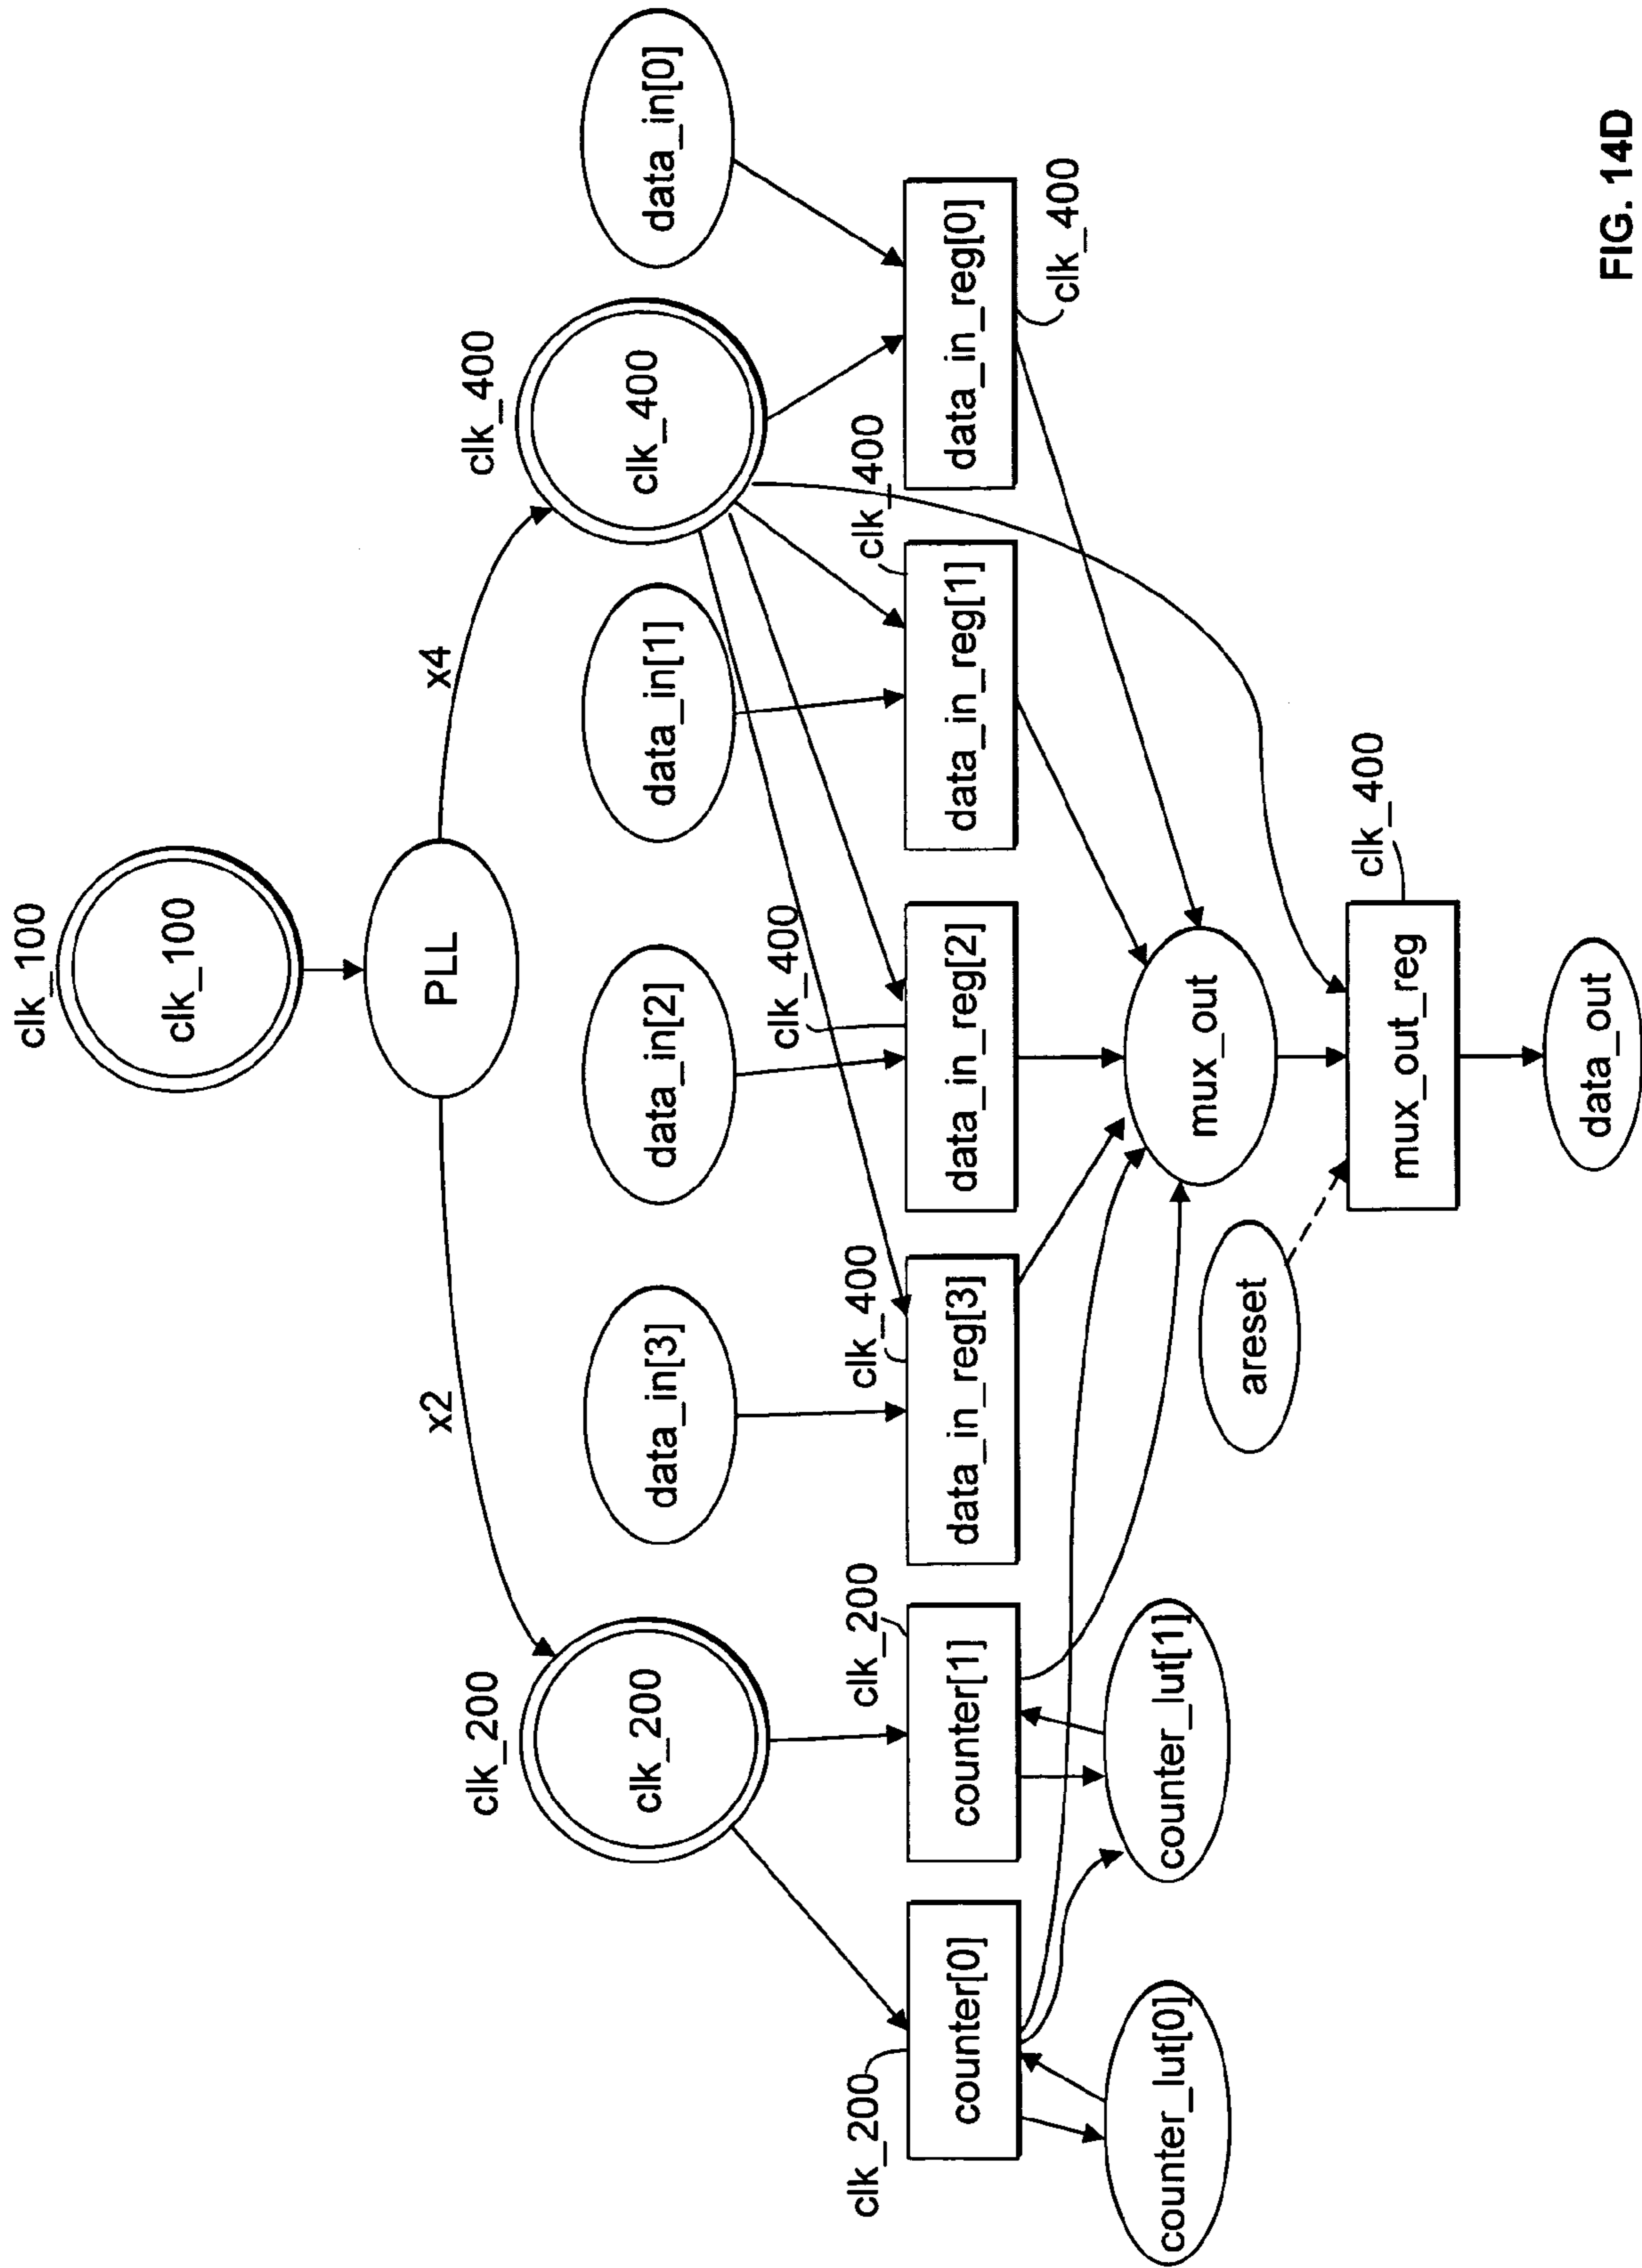 clk_100
clk_100
PLL
x2
x4
clk_200
clk_400
clk_200
clk_400
data_in[3]
data_in[2]
data_in[1]
data_in[0]
clk_200
clk_200
clk_400
clk_400
clk_400
counter[0]
counter[1]
data_in_reg[3]
data_in_reg[2]
data_in_reg[1]
data_in_reg[0]
clk_400
counter_lut[0]
counter_lut[1]
mux_out
areset
clk_400
mux_out_reg
data_out
FIG. 14D